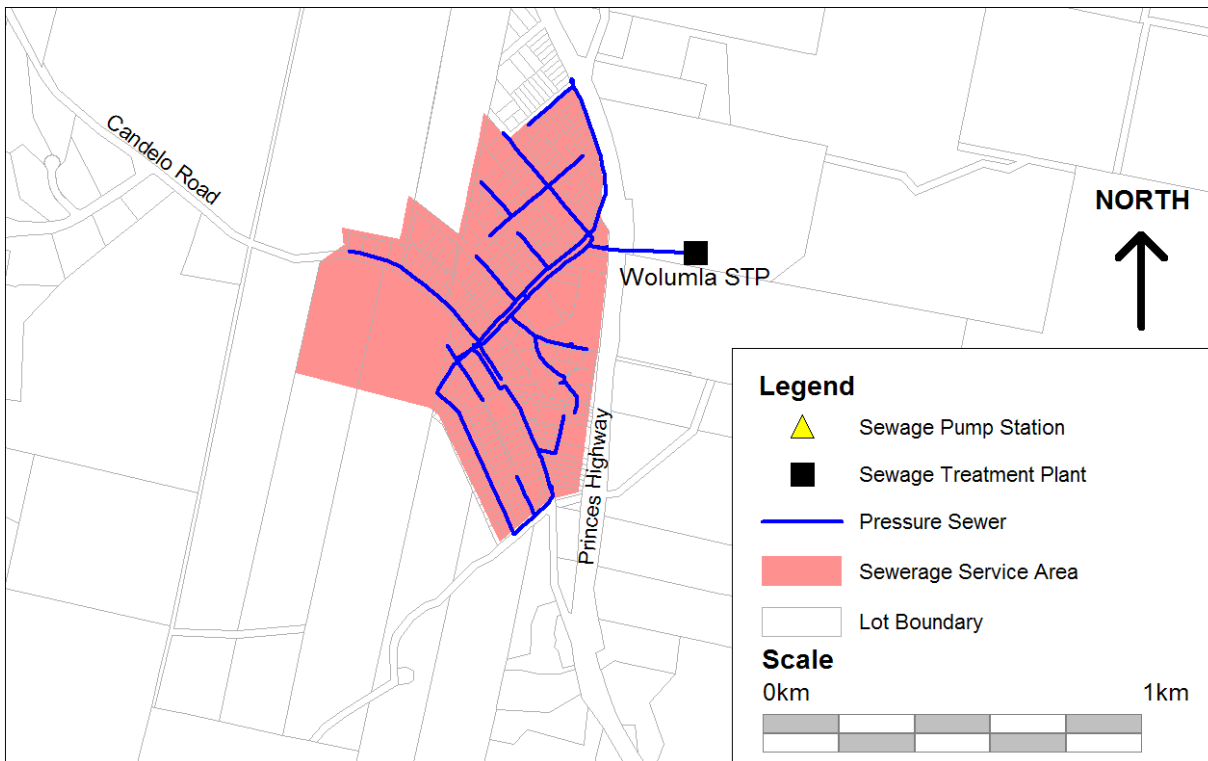 Candelo Road
NORTH
Wolumla STP
Princes Highway
Legend
Sewage Pump Station
Sewage Treatment Plant
Pressure Sewer
Sewerage Service Area
Lot Boundary
Scale
0km 1km